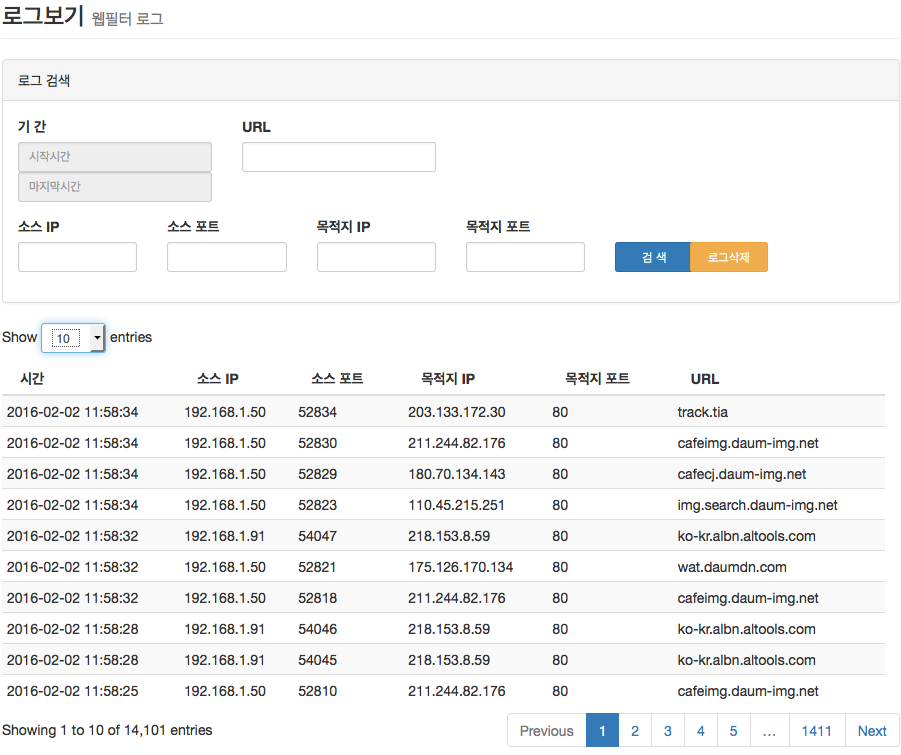 로그보기 웹필터 로그
로그 검색
기 간 URL
시작시간
마지막시간
소스 IP 소스 포트 목적지 IP 목적지 포트
검 색 로그삭제
Show 10 entries
시간 소스 IP 소스 포트 목적지 IP 목적지 포트 URL
2016-02-02 11:58:34 192.168.1.50 52834 203.133.172.30 80 track.tia
2016-02-02 11:58:34 192.168.1.50 52830 211.244.82.176 80 cafeimg.daum-img.net
2016-02-02 11:58:34 192.168.1.50 52829 180.70.134.143 80 cafecj.daum-img.net
2016-02-02 11:58:34 192.168.1.50 52823 110.45.215.251 80 img.search.daum-img.net
2016-02-02 11:58:32 192.168.1.91 54047 218.153.8.59 80 ko-kr.albn.altools.com
2016-02-02 11:58:32 192.168.1.50 52821 175.126.170.134 80 wat.daumdn.com
2016-02-02 11:58:32 192.168.1.50 52818 211.244.82.176 80 cafeimg.daum-img.net
2016-02-02 11:58:28 192.168.1.91 54046 218.153.8.59 80 ko-kr.albn.altools.com
2016-02-02 11:58:28 192.168.1.91 54045 218.153.8.59 80 ko-kr.albn.altools.com
2016-02-02 11:58:25 192.168.1.50 52810 211.244.82.176 80 cafeimg.daum-img.net
Showing 1 to 10 of 14,101 entries Previous 1 2 3 4 5 ... 1411 Next